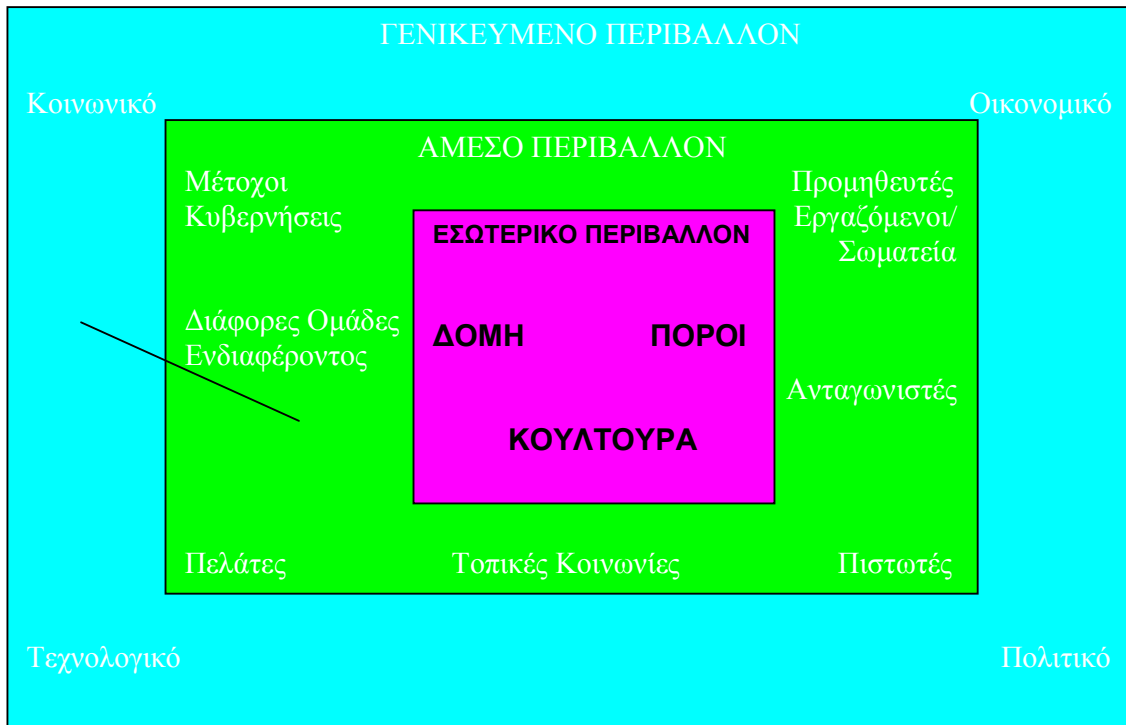 ΓΕΝΙΚΕΥΜΕΝΟ ΠΕΡΙΒΑΛΛΟΝ
Κοινωνικό
Οικονομικό
ΑΜΕΣΟ ΠΕΡΙΒΑΛΛΟΝ
Μέτοχοι
Κυβερνήσεις
Προμηθευτές
Εργαζόμενοι/
Σωματεία
ΕΣΩΤΕΡΙΚΟ ΠΕΡΙΒΑΛΛΟΝ
Διάφορες Ομάδες
Ενδιαφέροντος
ΔΟΜΗ
ΠΟΡΟΙ
Ανταγωνιστές
ΚΟΥΛΤΟΥΡΑ
Πελάτες
Τοπικές Κοινωνίες
Πιστωτές
Τεχνολογικό
Πολιτικό